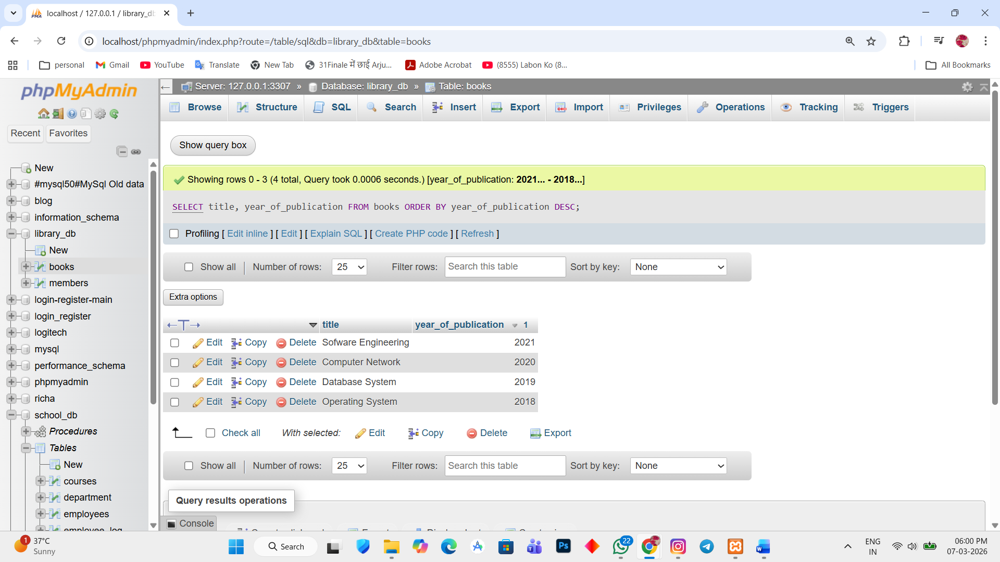 localhost / 127.0.0.1 / library_db
localhost/phpmyadmin/index.php?route=/table/sql&db=library_db&table=books
personal Gmail YouTube Translate New Tab 31Finale में छाई Arju... Adobe Acrobat (8555) Labon Ko (8... All Bookmarks
phpMyAdmin
Server: 127.0.0.1:3307 » Database: library_db » Table: books
Browse Structure SQL Search Insert Export Import Privileges Operations Tracking Triggers
Recent Favorites
New
#mysql50#MySql Old data
blog
information_schema
library_db
New
books
members
login-register-main
login_register
logitech
mysql
performance_schema
phpmyadmin
richa
school_db
Procedures
Tables
New
courses
department
employees
employee_log
Show query box
Showing rows 0 - 3 (4 total, Query took 0.0006 seconds.) [year_of_publication: 2021... - 2018...]
SELECT title, year_of_publication FROM books ORDER BY year_of_publication DESC;
Profiling [ Edit inline ] [ Edit ] [ Explain SQL ] [ Create PHP code ] [ Refresh ]
Show all Number of rows: 25 Filter rows: Search this table Sort by key: None
Extra options
title year_of_publication 1
Edit Copy Delete Sofware Engineering 2021
Edit Copy Delete Computer Network 2020
Edit Copy Delete Database System 2019
Edit Copy Delete Operating System 2018
Check all With selected: Edit Copy Delete Export
Show all Number of rows: 25 Filter rows: Search this table Sort by key: None
Query results operations
Console
1 37°C
Sunny
Search
Ps
22
ENG
IN
06:00 PM
07-03-2026